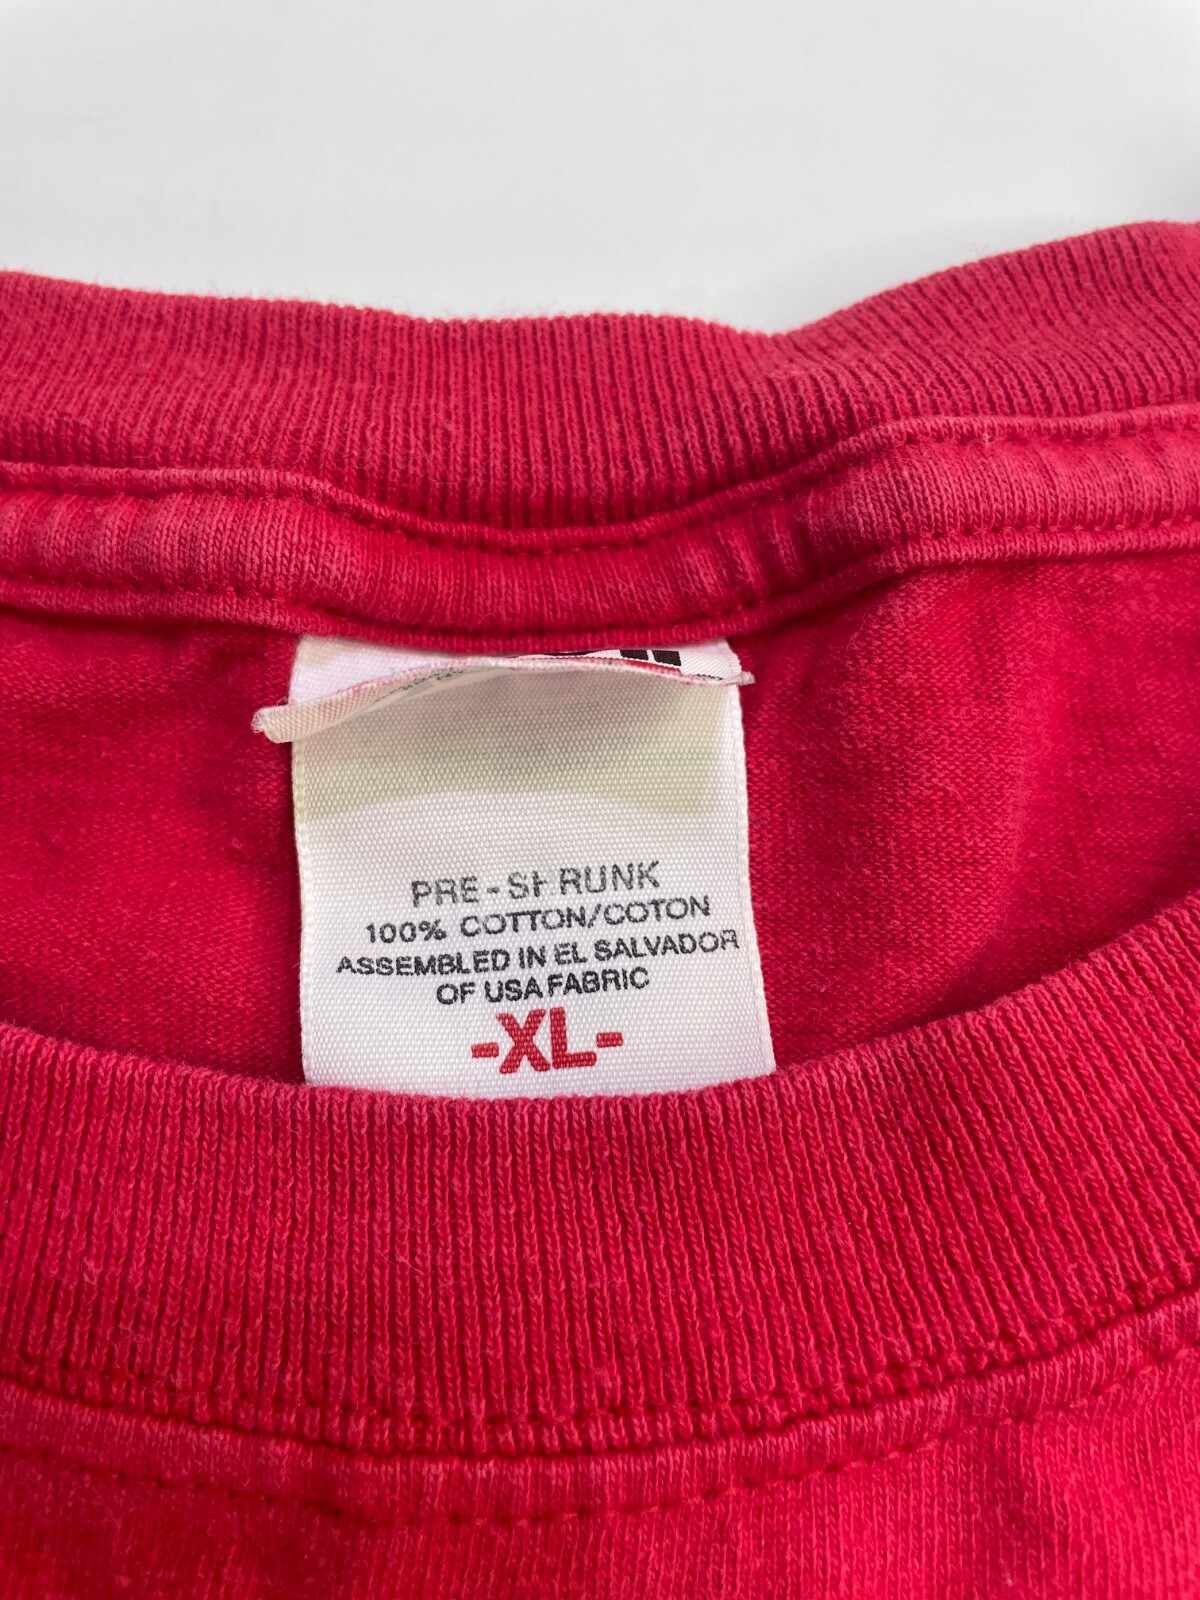 PRE-SHRUNK
100% COTTON/COTON
ASSEMBLED IN EL SALVADOR
OF USA FABRIC
-XL-